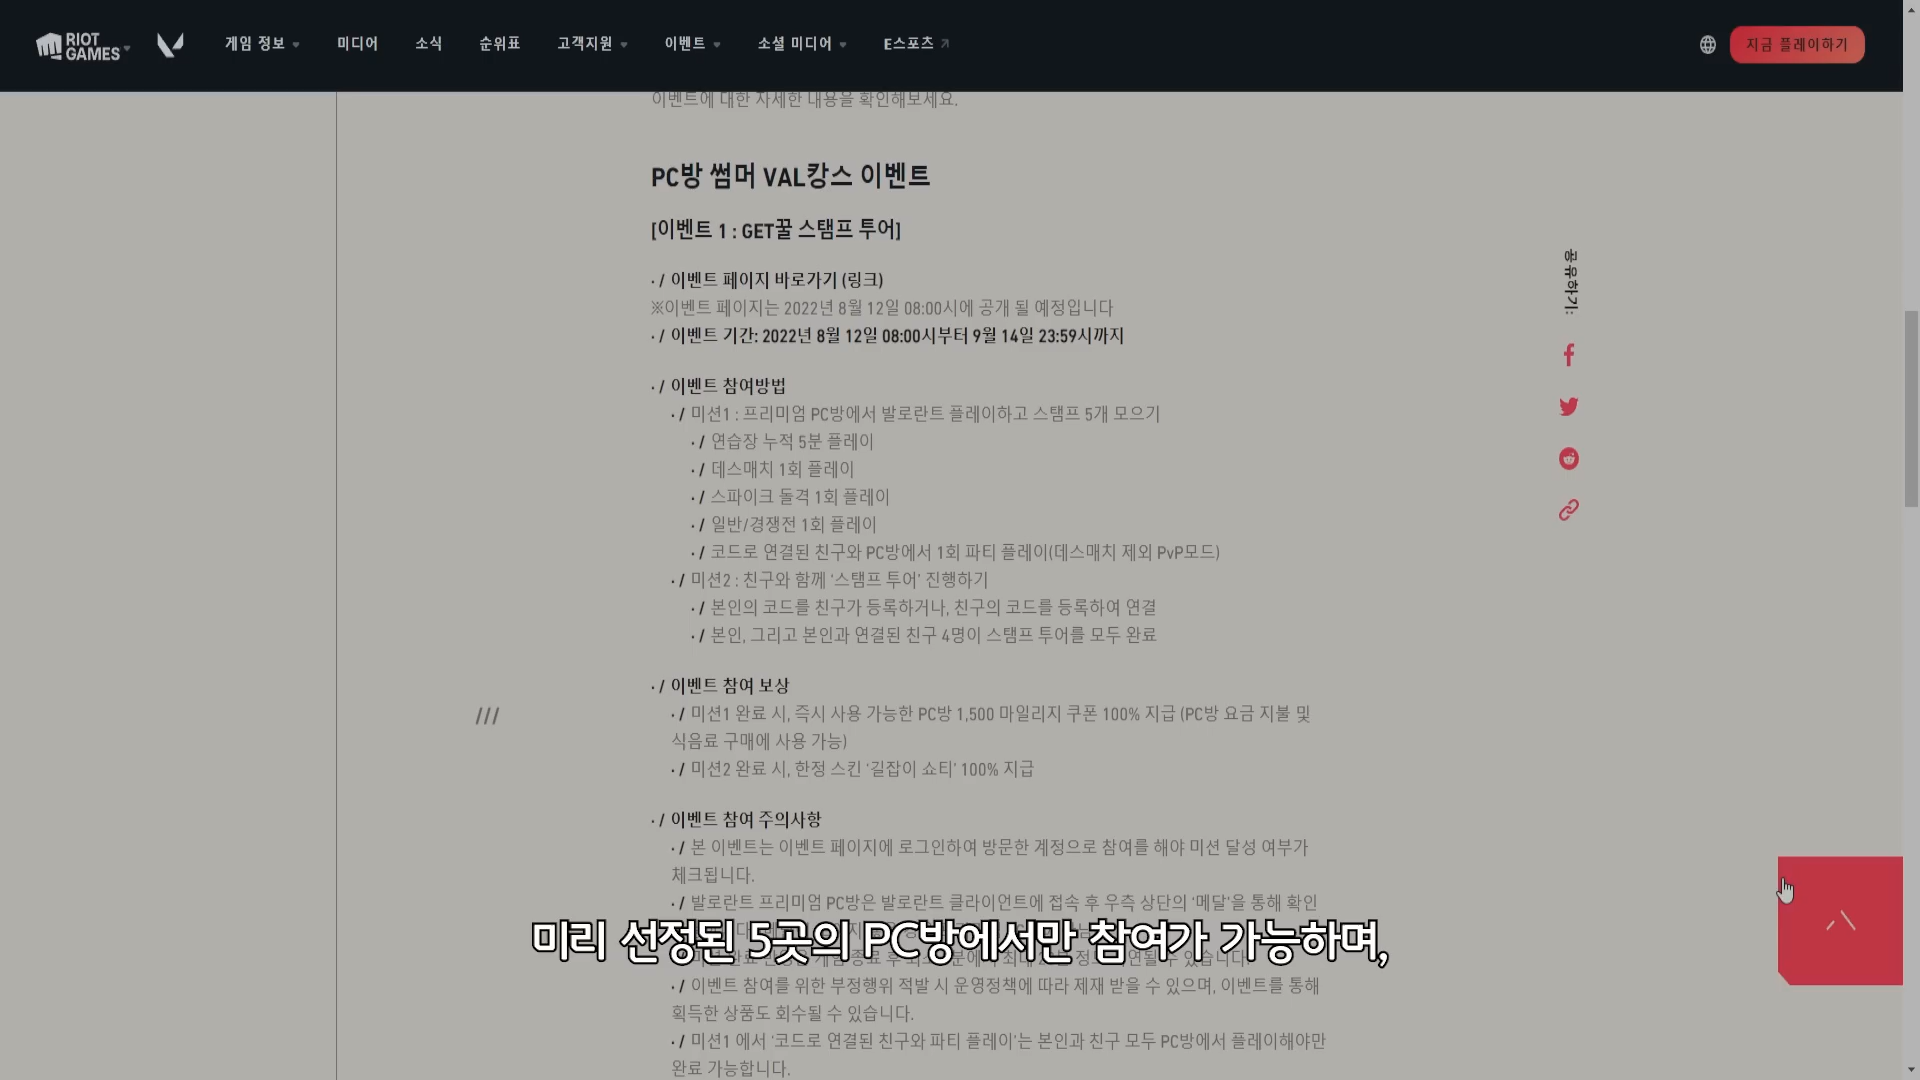 RIOT GAMES
게임 정보
미디어
소식
순위표
고객지원
이벤트
소셜 미디어
E스포츠
지금 플레이하기
이벤트에 대한 자세한 내용을 확인해보세요.
PC방 썸머 VAL캉스 이벤트
[이벤트 1 : GET꿀 스탬프 투어]
· / 이벤트 페이지 바로가기 (링크)
※이벤트 페이지는 2022년 8월 12일 08:00시에 공개 될 예정입니다
· / 이벤트 기간: 2022년 8월 12일 08:00시부터 9월 14일 23:59시까지
· / 이벤트 참여방법
· / 미션1 : 프리미엄 PC방에서 발로란트 플레이하고 스탬프 5개 모으기
· / 연습장 누적 5분 플레이
· / 데스매치 1회 플레이
· / 스파이크 돌격 1회 플레이
· / 일반/경쟁전 1회 플레이
· / 코드로 연결된 친구와 PC방에서 1회 파티 플레이(데스매치 제외 PvP모드)
· / 미션2 : 친구와 함께 ‘스탬프 투어’ 진행하기
· / 본인의 코드를 친구가 등록하거나, 친구의 코드를 등록하여 연결
· / 본인, 그리고 본인과 연결된 친구 4명이 스탬프 투어를 모두 완료
· / 이벤트 참여 보상
· / 미션1 완료 시, 즉시 사용 가능한 PC방 1,500 마일리지 쿠폰 100% 지급 (PC방 요금 지불 및
식음료 구매에 사용 가능)
· / 미션2 완료 시, 한정 스킨 ‘길잡이 쇼티’ 100% 지급
· / 이벤트 참여 주의사항
· / 본 이벤트는 이벤트 페이지에 로그인하여 방문한 계정으로 참여를 해야 미션 달성 여부가
체크됩니다.
· / 발로란트 프리미엄 PC방은 발로란트 클라이언트에 접속 후 우측 상단의 ‘메달’을 통해 확인
미리 선정된 5곳의 PC방에서만 참여가 가능하며,
있습니다.
· / 이벤트 참여를 위한 부정행위 적발 시 운영정책에 따라 제재 받을 수 있으며, 이벤트를 통해
획득한 상품도 회수될 수 있습니다.
· / 미션1 에서 ‘코드로 연결된 친구와 파티 플레이’는 본인과 친구 모두 PC방에서 플레이해야만
완료 가능합니다.
///
공유하기: